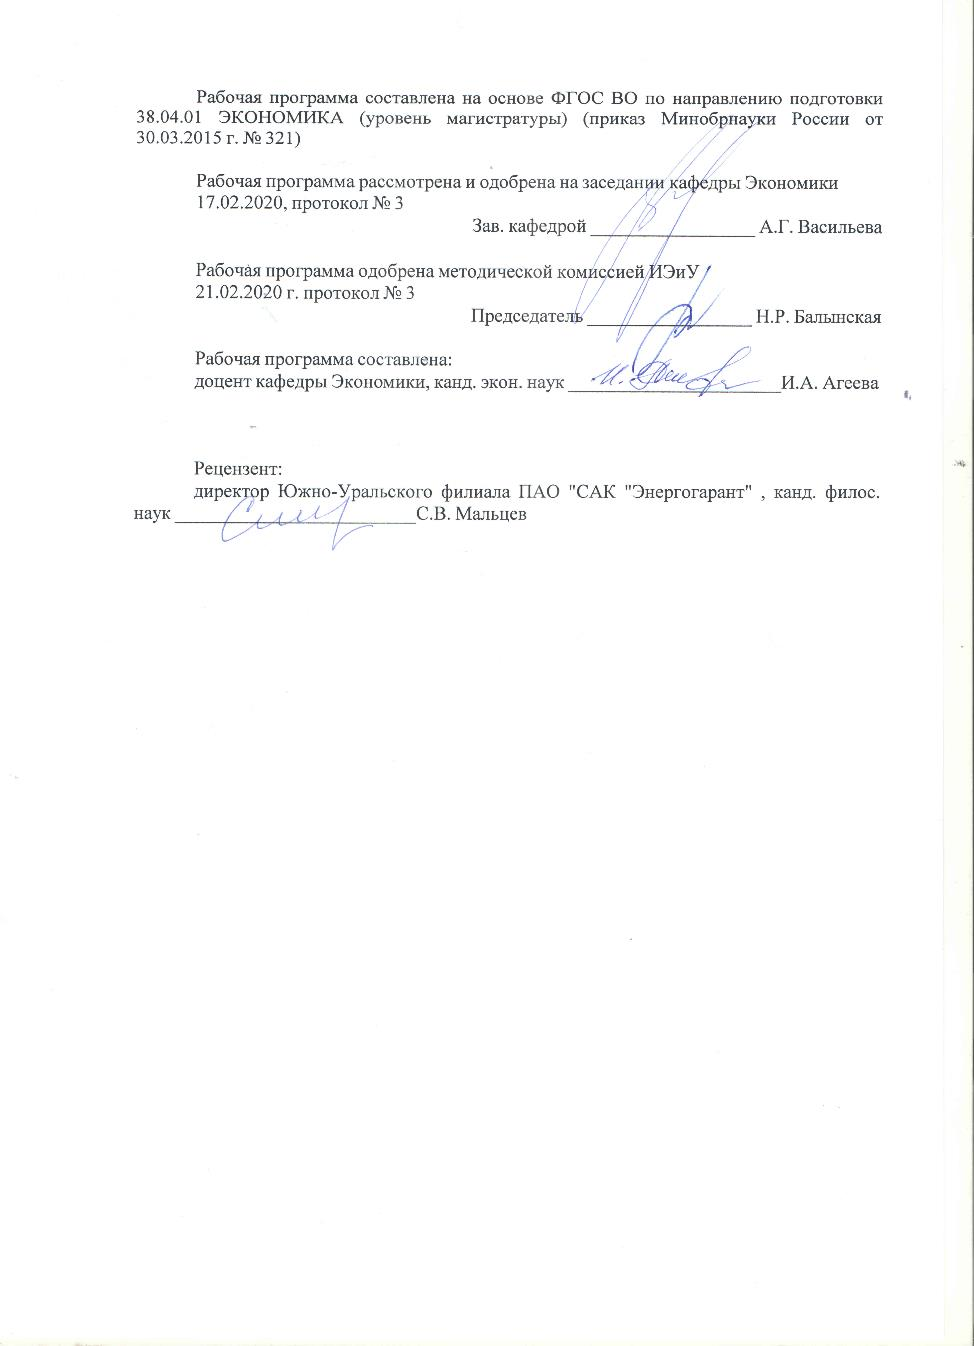 Рабочая программа составлена на основе ФГОС ВО по направлению подготовки
38.04.01 ЭКОНОМИКА (уровень магистратуры) (приказ Минобрнауки России от
30.03.2015 г. № 321)
Рабочая программа рассмотрена и одобрена на заседании кафедры Экономики
17.02.2020, протокол № 3
Зав. кафедрой __________________ А.Г. Васильева
Рабочая программа одобрена методической комиссией ИЭиУ
21.02.2020 г. протокол № 3
Председатель __________________ Н.Р. Балынская
Рабочая программа составлена:
доцент кафедры Экономики, канд. экон. наук _______________________И.А. Агеева
Рецензент:
директор Южно-Уральского филиала ПАО "САК "Энергогарант" , канд. филос.
наук __________________________С.В. Мальцев